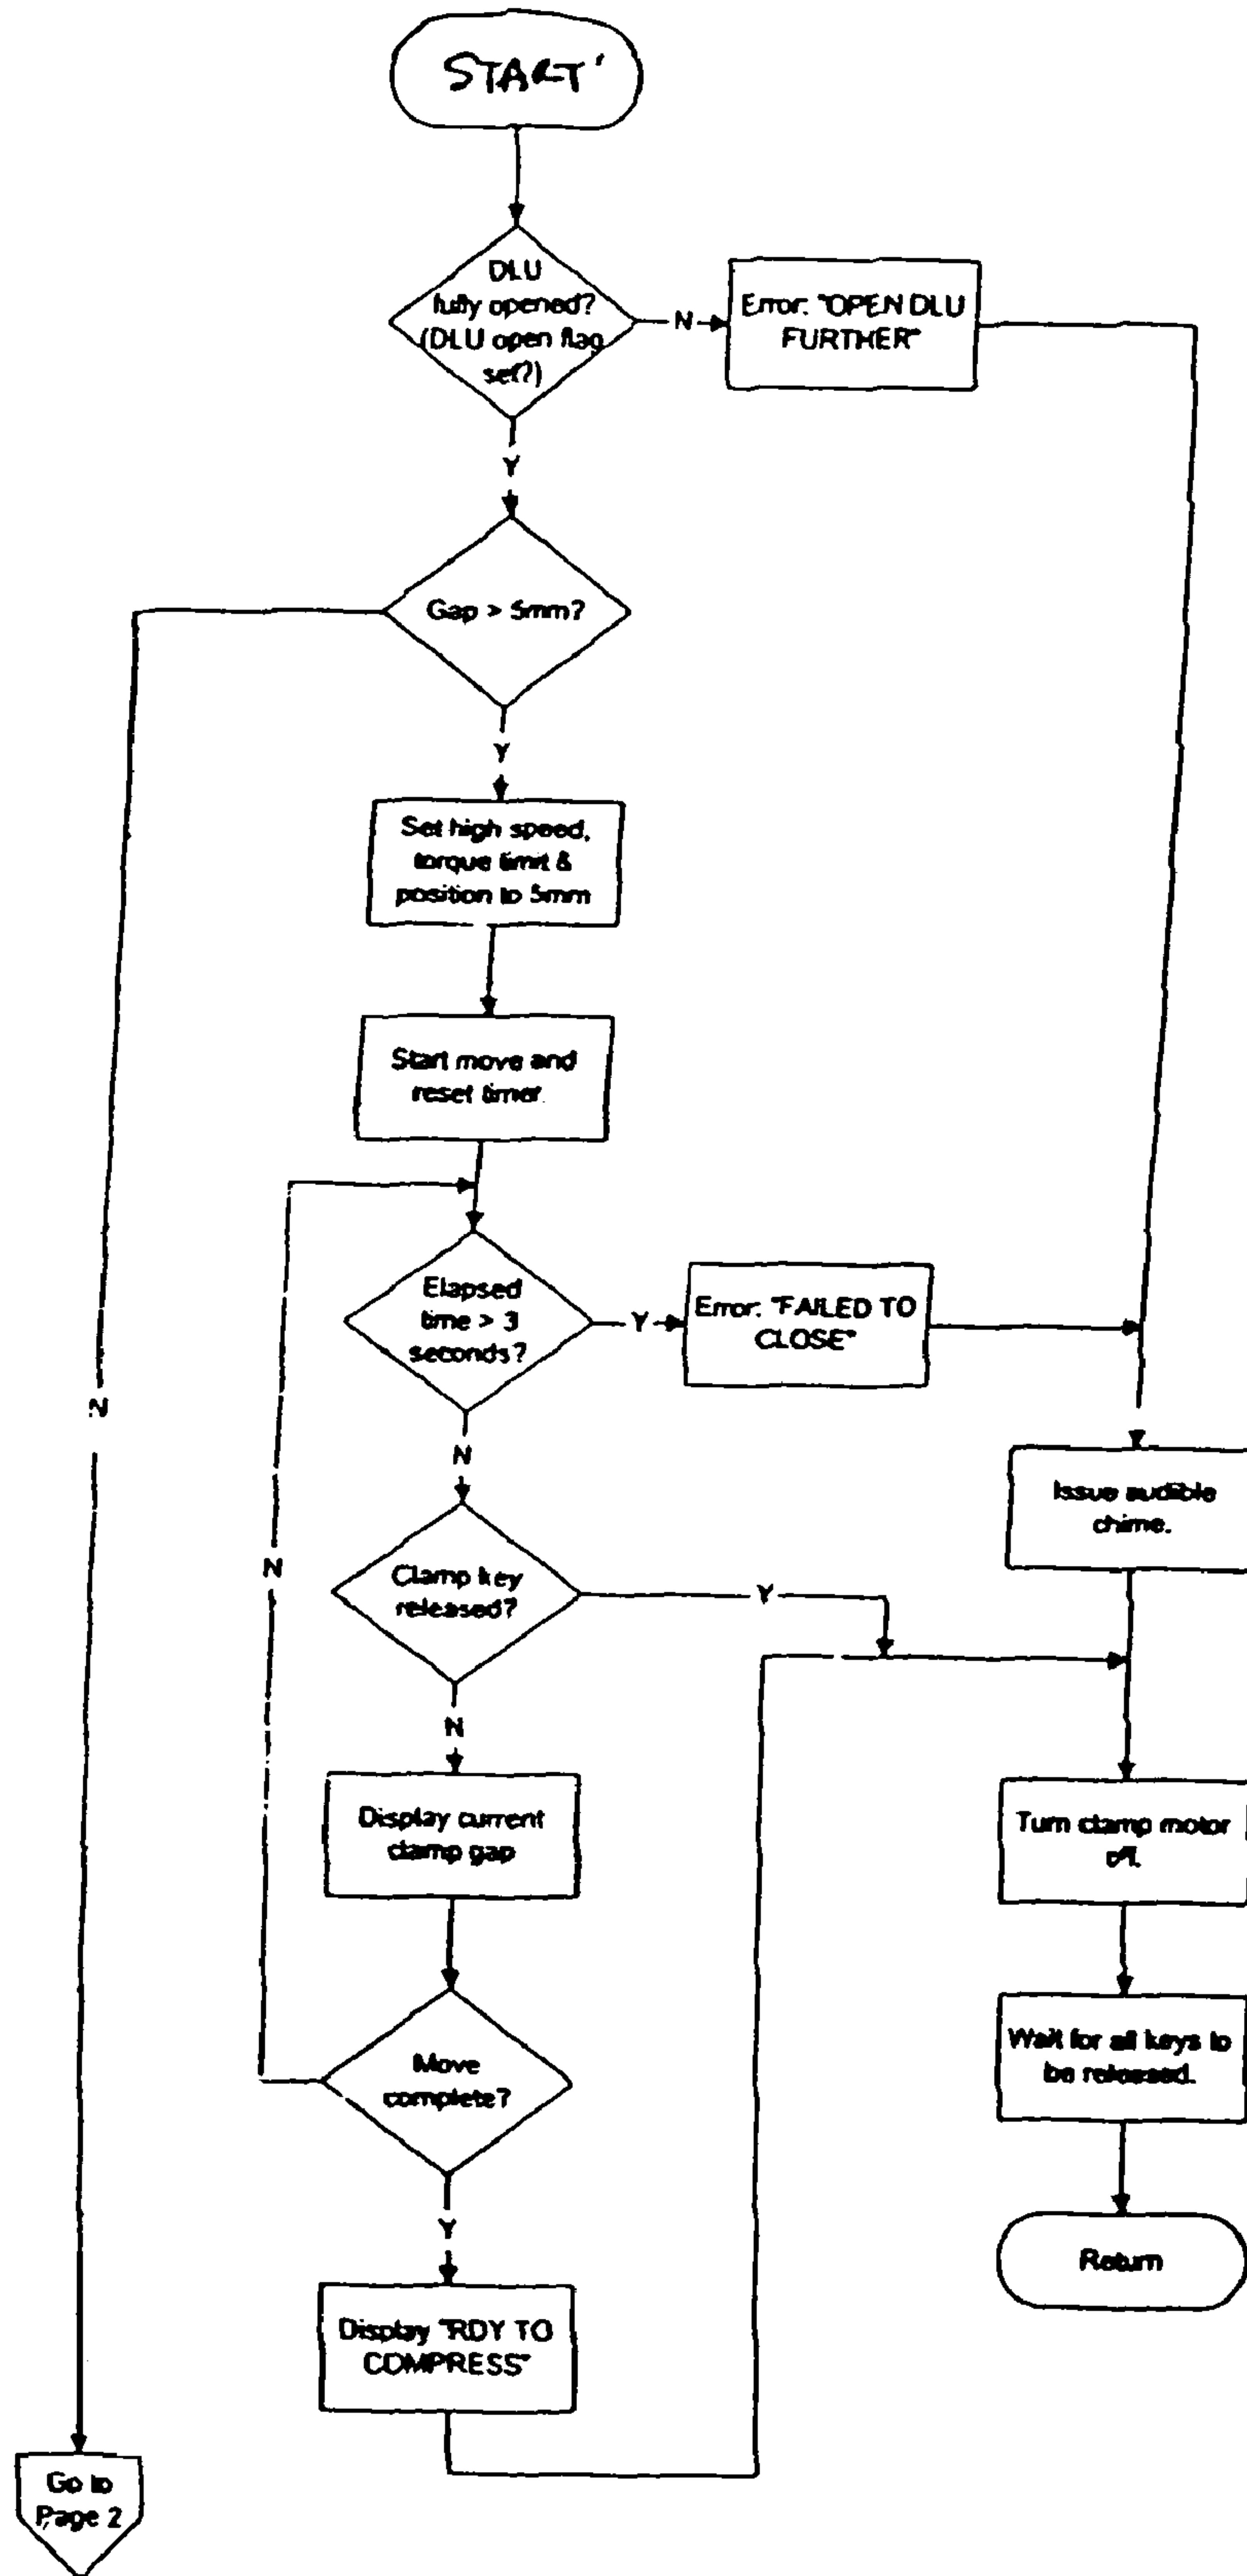 START
DLU
fully opened?
(DLU open flag
set?)
N
Error: "OPEN DLU
FURTHER"
Y
Gap > 5mm?
Y
Set high speed,
torque limit &
position to 5mm
Start move and
reset timer.
Elapsed
time > 3
seconds?
Y
Error: "FAILED TO
CLOSE"
N
N
Issue audible
chime.
N
Clamp key
released?
Y
N
Display current
clamp gap
Turn clamp motor
off.
Move
complete?
Wait for all keys to
be released.
Y
Return
Display "RDY TO
COMPRESS"
Go to
Page 2